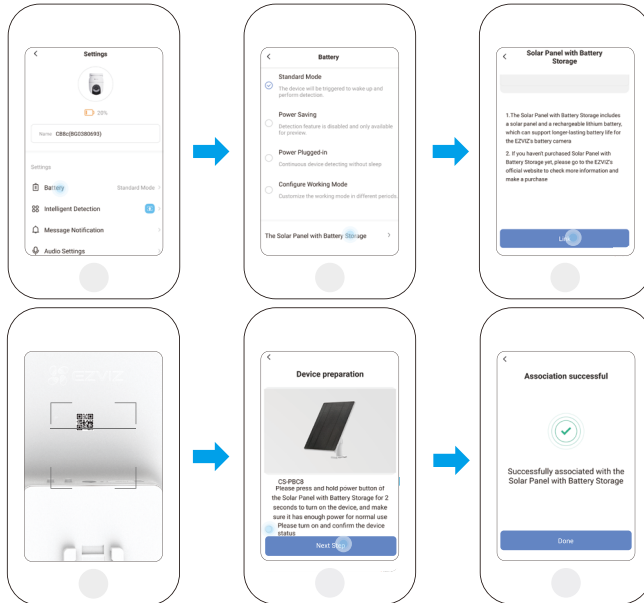 Settings
20%
Name CB8c(BG0380693)
Settings
Battery Standard Mode
Intelligent Detection
Message Notification
Audio Settings
Battery
Standard Mode
The device will be triggered to wake up and
perform detection.
Power Saving
Detection feature is disabled and only available
for preview.
Power Plugged-in
Continuous device detecting without sleep
Configure Working Mode
Customize the working mode in different periods.
The Solar Panel with Battery Storage
Solar Panel with Battery
Storage
1.The Solar Panel with Battery Storage includes
a solar panel and a rechargeable lithium battery,
which can support longer-lasting battery life for
the EZVIZ's battery camera
2. If you haven't purchased Solar Panel with
Battery Storage yet, please go to the EZVIZ's
official website to check more information and
make a purchase
Link
EZVIZ
Device preparation
CS-PBC8
Please press and hold power button of
the Solar Panel with Battery Storage for 2
seconds to turn on the device, and make
sure it has enough power for normal use
Please turn on and confirm the device
status
Next Step
Association successful
Successfully associated with the
Solar Panel with Battery Storage
Done